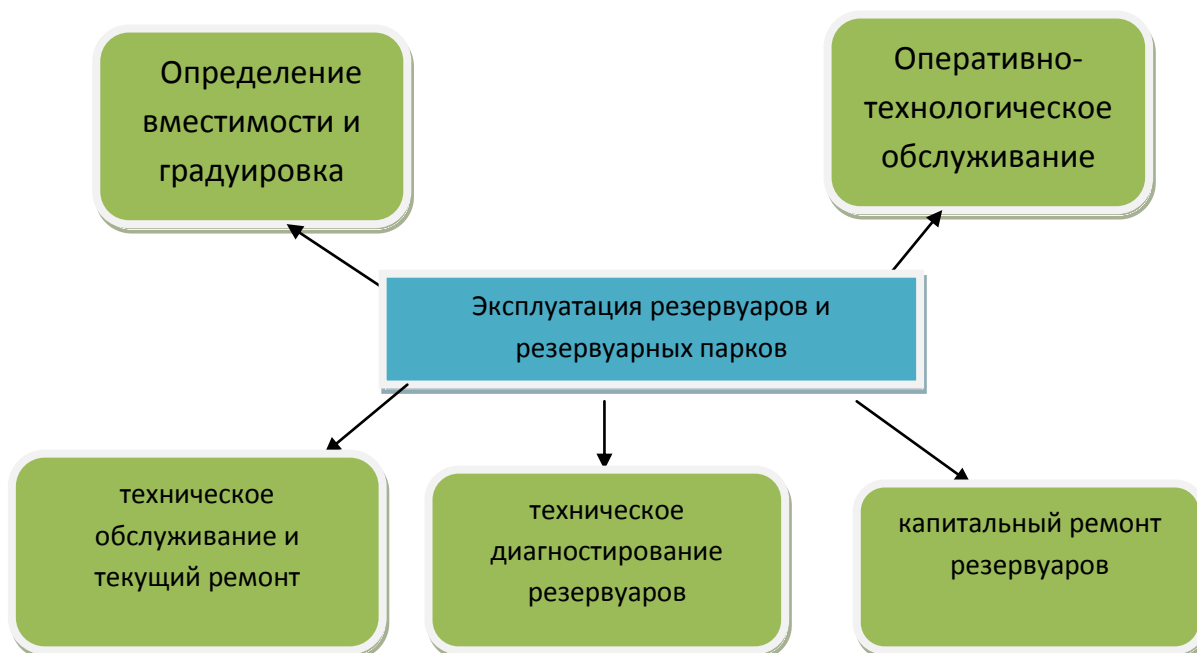 Определение
вместимости и
градуировка
Оперативно-
технологическое
обслуживание
Эксплуатация резервуаров и
резервуарных парков
техническое
обслуживание и
текущий ремонт
техническое
диагностирование
резервуаров
капитальный ремонт
резервуаров